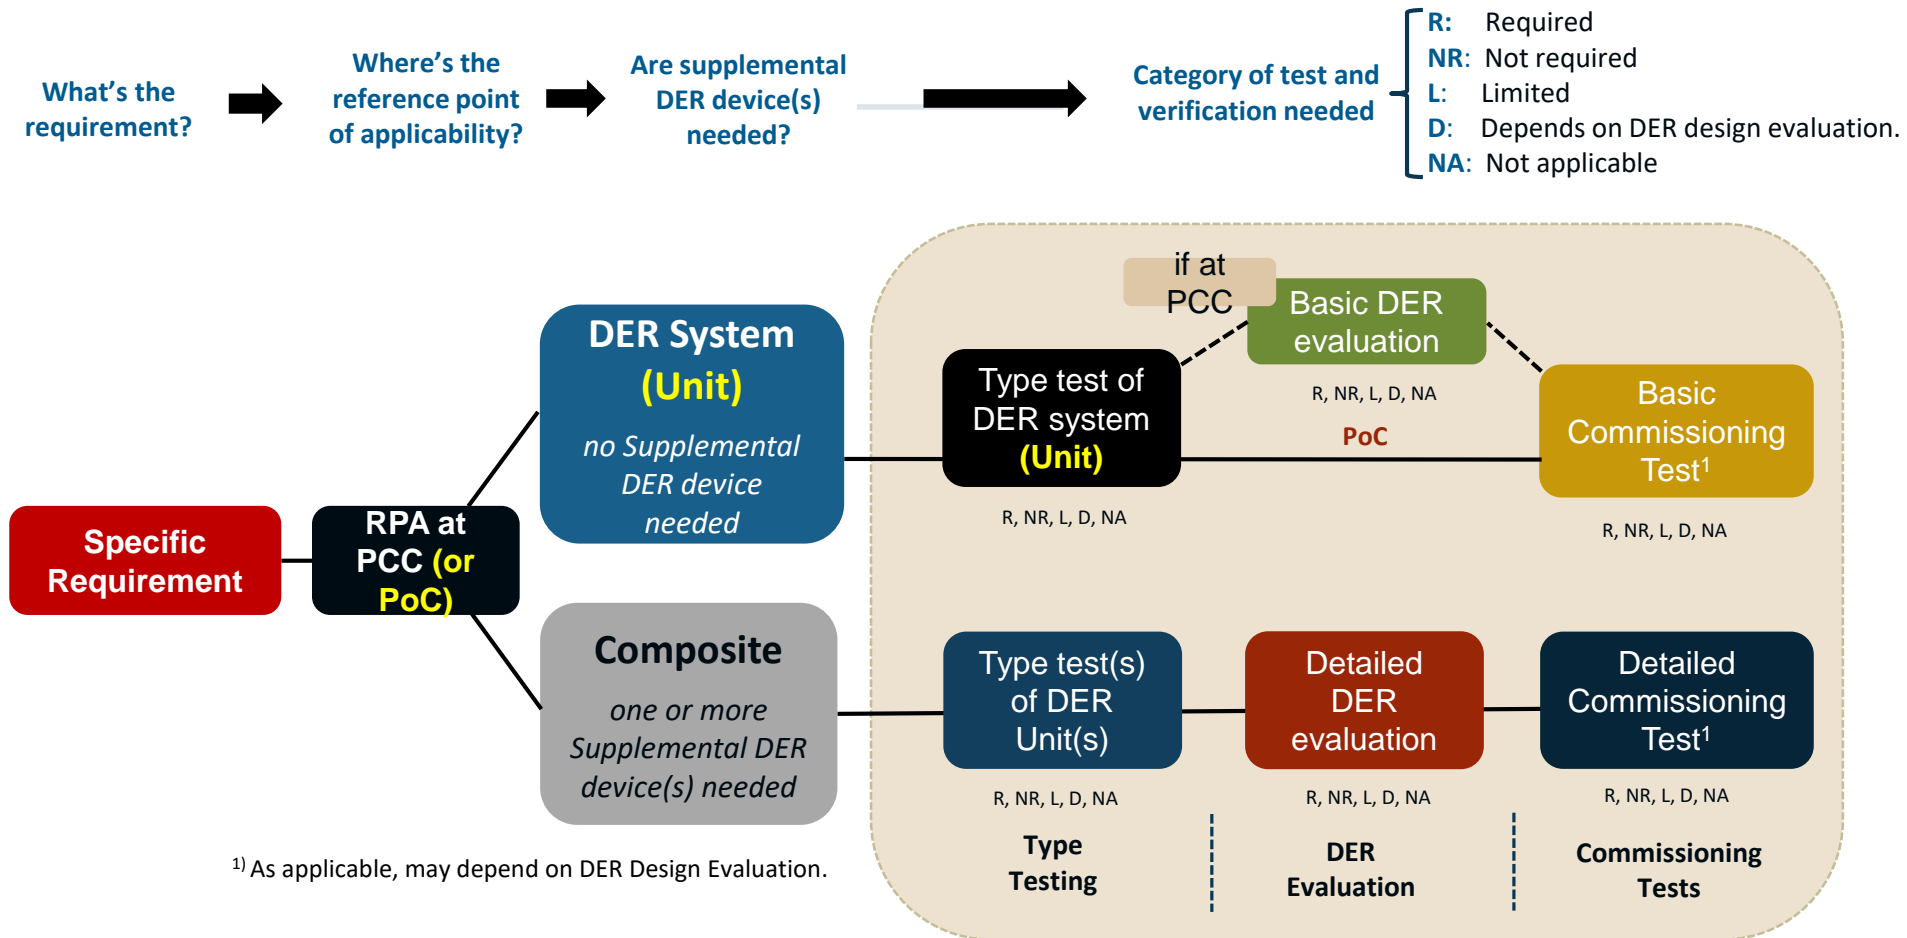 What's the
requirement?
Where's the
reference point
of applicability?
Are supplemental
DER device(s)
needed?
Category of test and
verification needed
R: Required
NR: Not required
L: Limited
D: Depends on DER design evaluation.
NA: Not applicable
Specific
Requirement
RPA at
PCC (or
PoC)
DER System
(Unit)
no Supplemental
DER device
needed
Composite
one or more
Supplemental DER
device(s) needed
Type test of
DER system
(Unit)
R, NR, L, D, NA
if at
PCC
Basic DER
evaluation
R, NR, L, D, NA
PoC
Basic
Commissioning
Test¹
R, NR, L, D, NA
Type test(s)
of DER
Unit(s)
R, NR, L, D, NA
Detailed
DER
evaluation
R, NR, L, D, NA
Detailed
Commissioning
Test¹
R, NR, L, D, NA
Type
Testing
DER
Evaluation
Commissioning
Tests
¹⁾ As applicable, may depend on DER Design Evaluation.